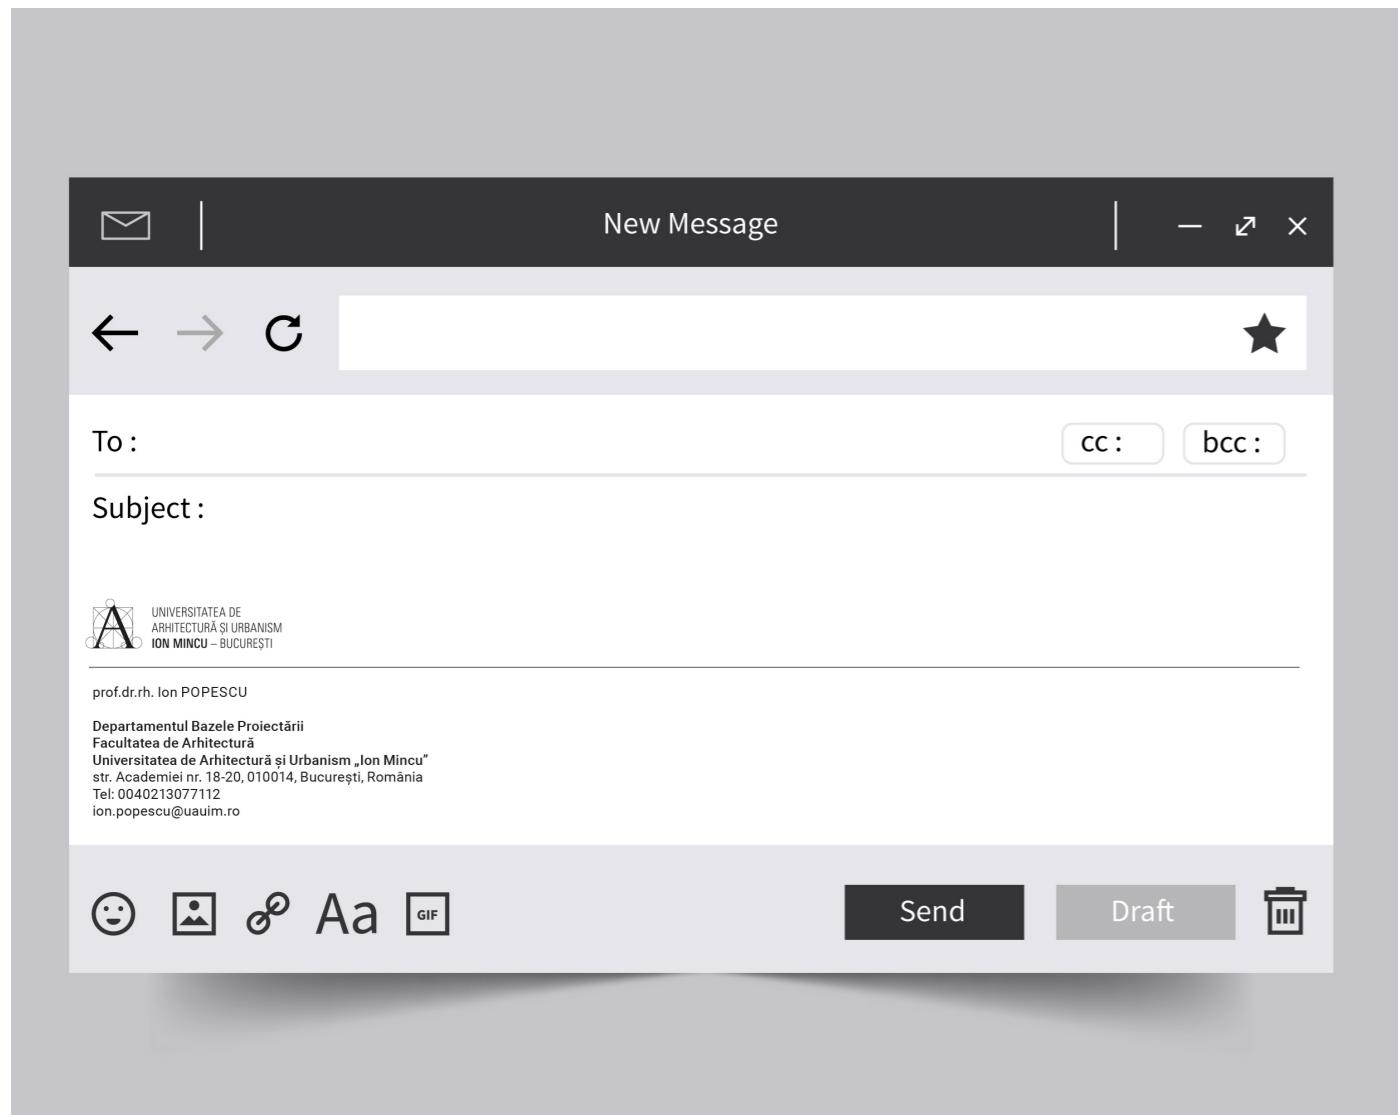 New Message
To :
cc :
bcc :
Subject :
UNIVERSITATEA DE
ARHITECTURĂ ȘI URBANISM
ION MINCU – BUCUREȘTI
prof.dr.rh. Ion POPESCU
Departamentul Bazele Proiectării
Facultatea de Arhitectură
Universitatea de Arhitectură și Urbanism „Ion Mincu”
str. Academiei nr. 18-20, 010014, București, România
Tel: 0040213077112
ion.popescu@uauim.ro
Aa
GIF
Send
Draft